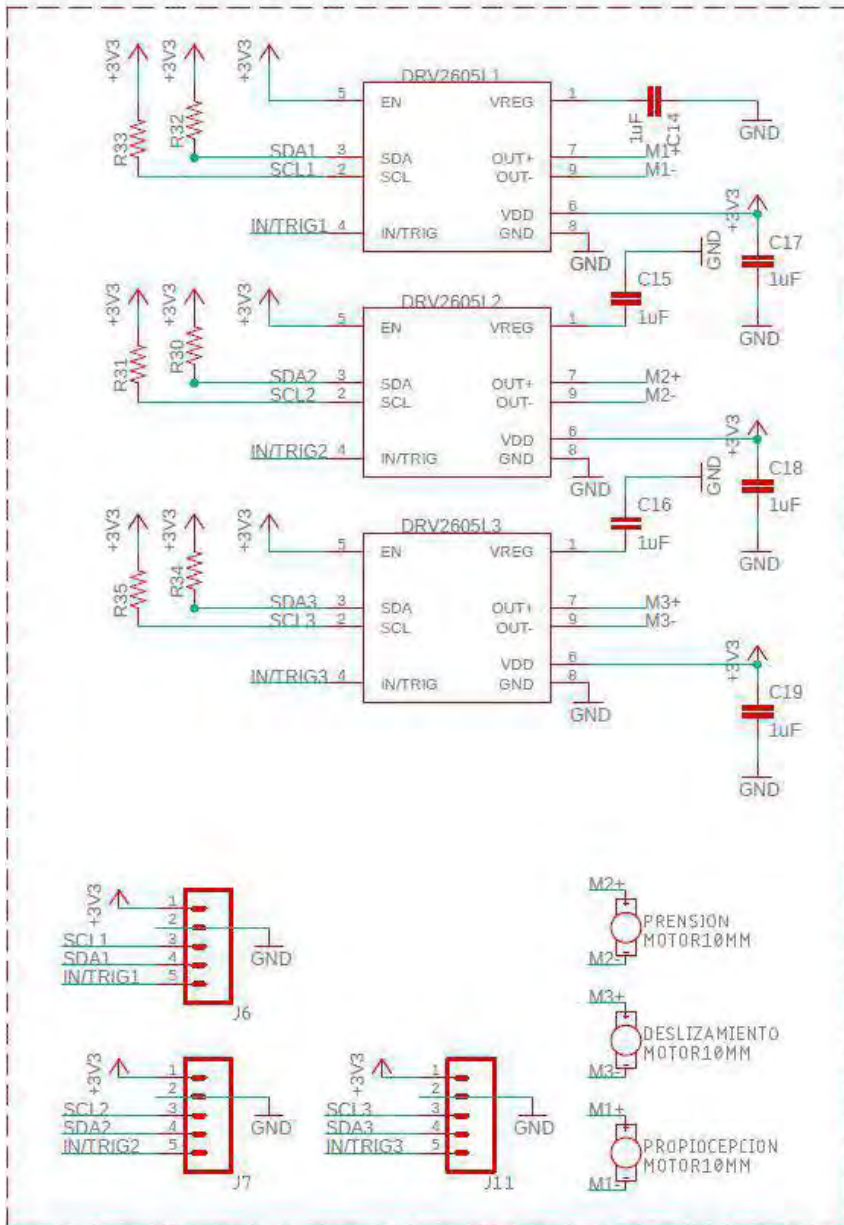 +3V3
+3V3
+3V3
DRV2605L1
R33
R32
5
EN
VREG
1
1uF
C14
GND
SDA1
3
SDA
OUT+
7
M1+
SCL1
2
SCL
OUT-
9
M1-
VDD
6
+3V3
IN/TRIG1
4
IN/TRIG
GND
8
GND
GND
C17
1uF
GND
+3V3
+3V3
+3V3
DRV2605L2
C15
1uF
R31
R30
5
EN
VREG
1
SDA2
3
SDA
OUT+
7
M2+
SCL2
2
SCL
OUT-
9
M2-
VDD
6
+3V3
IN/TRIG2
4
IN/TRIG
GND
8
GND
GND
C18
1uF
GND
+3V3
+3V3
+3V3
DRV2605L3
C16
1uF
R35
R34
5
EN
VREG
1
SDA3
3
SDA
OUT+
7
M3+
SCL3
2
SCL
OUT-
9
M3-
VDD
6
+3V3
IN/TRIG3
4
IN/TRIG
GND
8
GND
C19
1uF
GND
+3V3
1
2
SCL1
3
SDA1
4
IN/TRIG1
5
GND
J6
M2+
PRENSIÓN
MOTOR10MM
M2-
M3+
DESLIZAMIENTO
MOTOR10MM
M3-
+3V3
1
2
SCL2
3
SDA2
4
IN/TRIG2
5
GND
J7
+3V3
1
2
SCL3
3
SDA3
4
IN/TRIG3
5
GND
J11
M1+
PROPIOCEPCION
MOTOR10MM
M1-